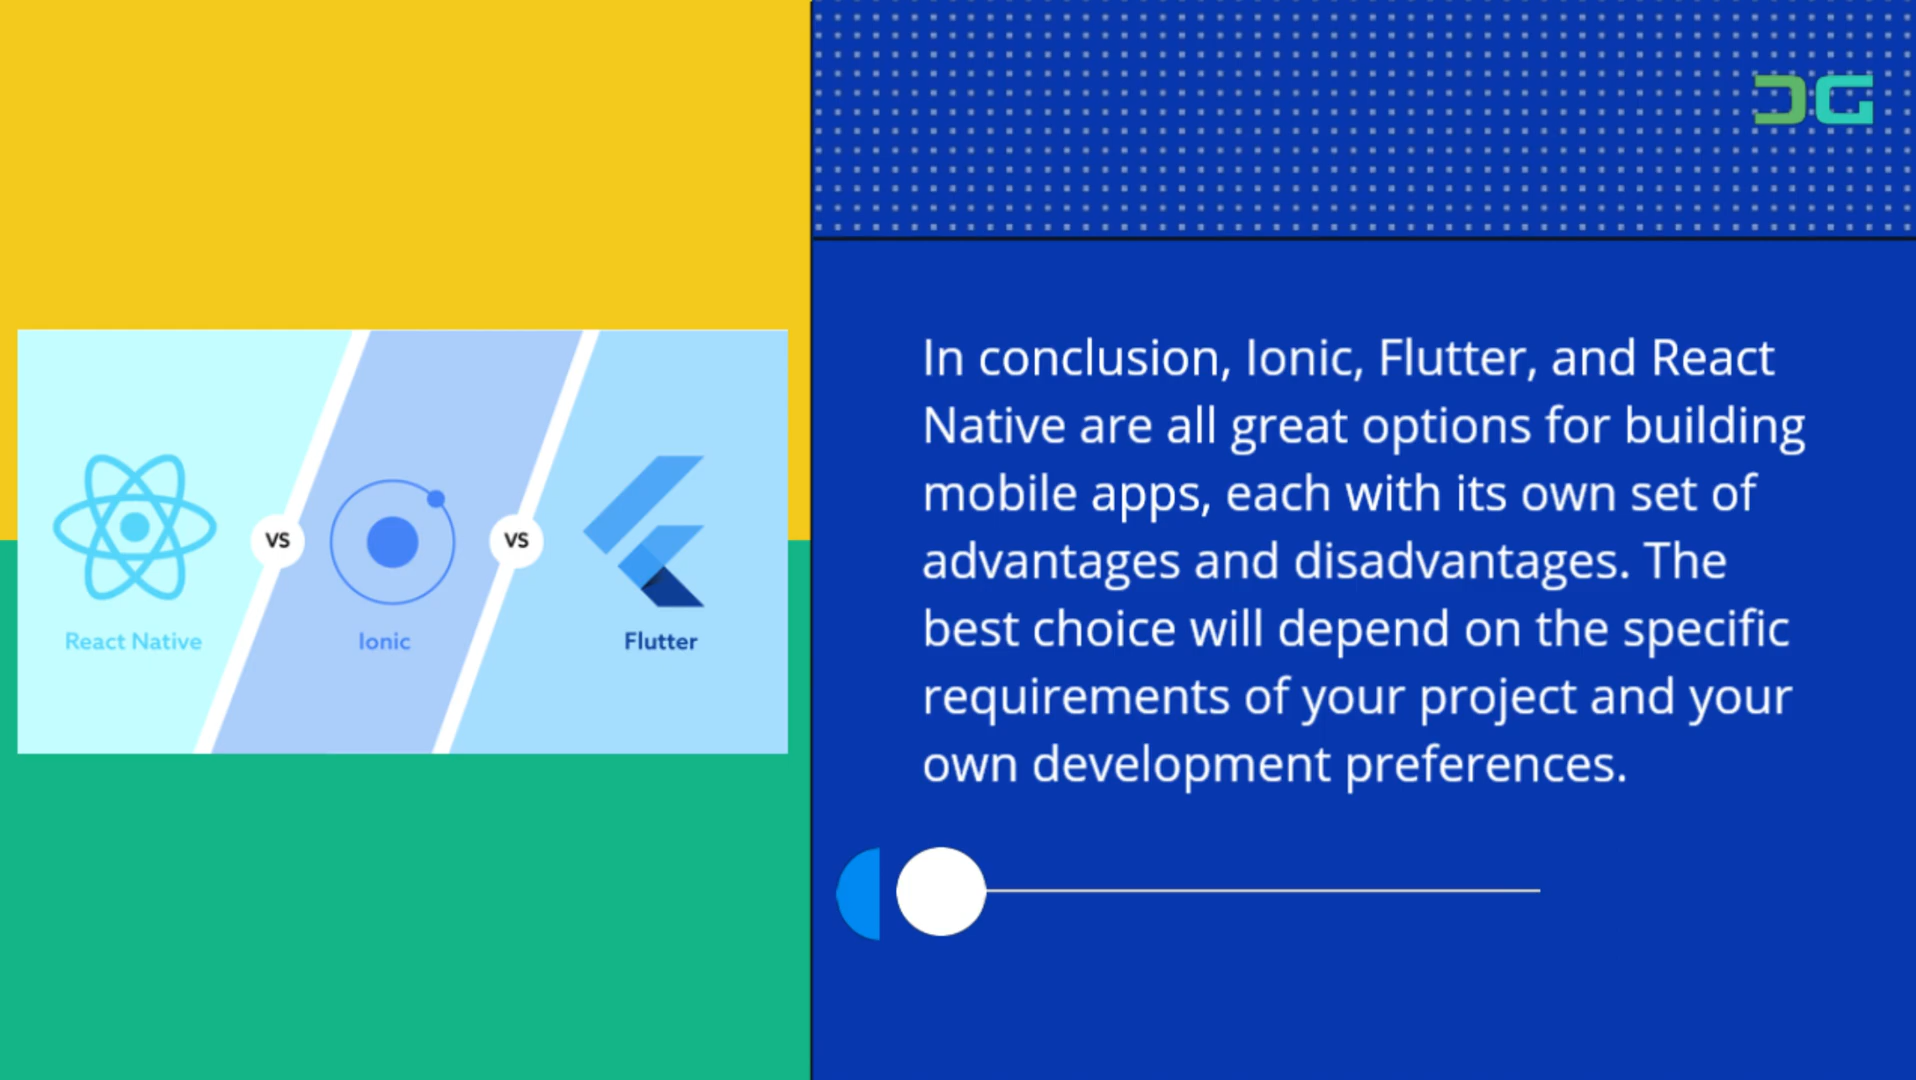 React Native
VS
Ionic
VS
Flutter
DG
In conclusion, Ionic, Flutter, and React
Native are all great options for building
mobile apps, each with its own set of
advantages and disadvantages. The
best choice will depend on the specific
requirements of your project and your
own development preferences.